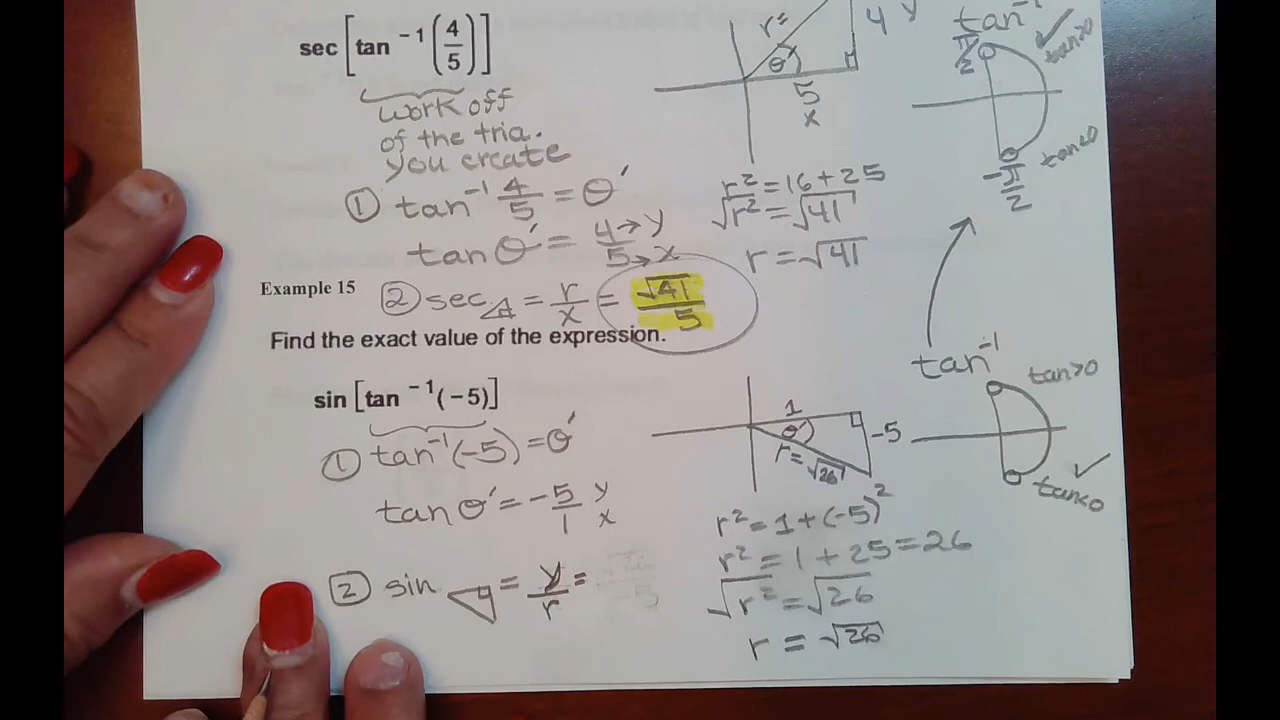 sec [tan ⁻¹ (4/5)]
work off
of the tria.
you create
① tan⁻¹ 4/5 = θ'
tan θ' = 4→y / 5→x
② sec = r/x = √41/5
r=
θ'
4 y
5
x
r² = 16 + 25
√r² = √41
r = √41
tan⁻¹
π/2
tan>0
tan<0
-π/2
Example 15
Find the exact value of the expression.
sin [tan ⁻¹(−5)]
① tan⁻¹(-5) = θ'
tan θ' = -5/1 y/x
② sin = y/r =
1
θ'
-5
r=√26
r² = 1 + (-5)²
r² = 1 + 25 = 26
√r² = √26
r = √26
tan⁻¹
tan>0
tan<0